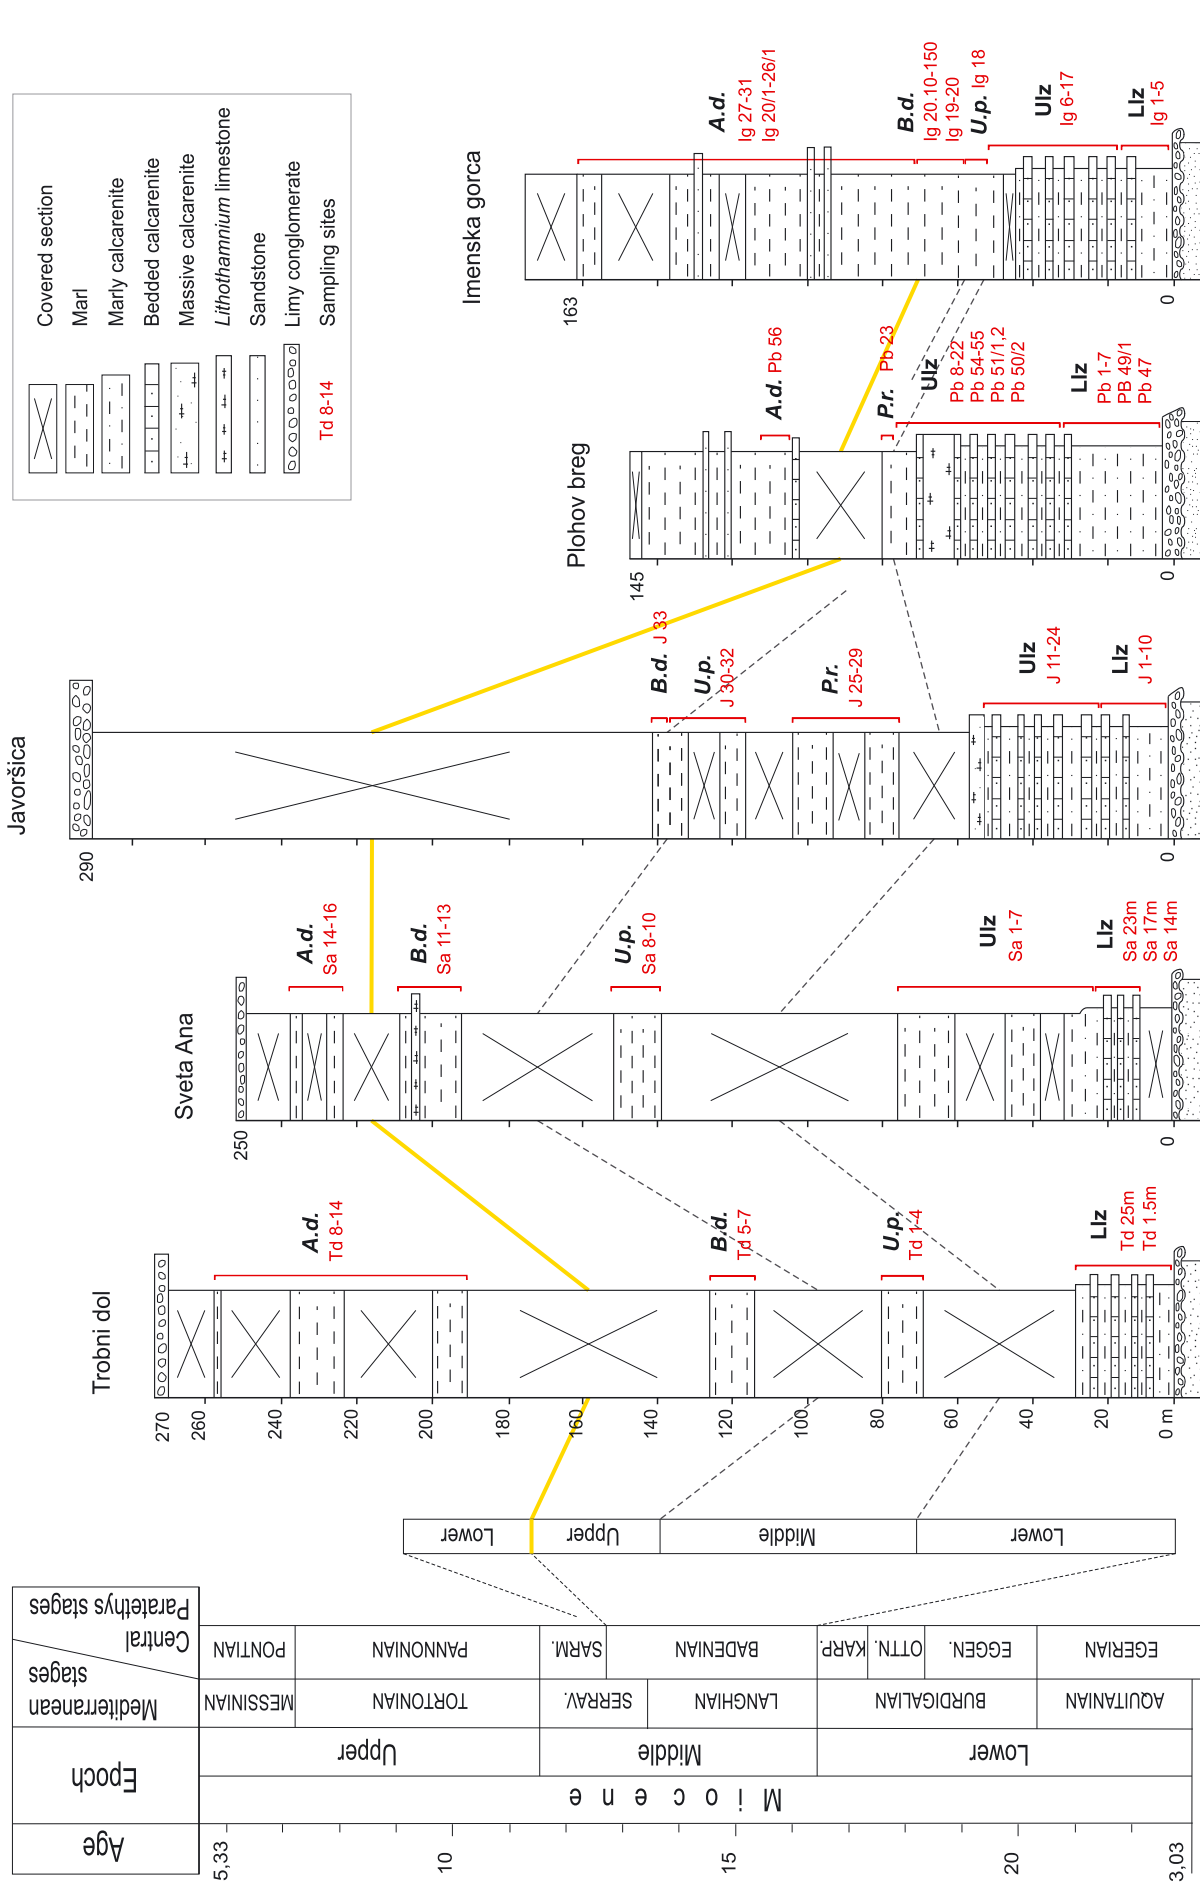 Covered section
Marl
Marly calcarenite
Bedded calcarenite
Massive calcarenite
Lithothamnium limestone
Sandstone
Limy conglomerate
Td 8-14
Sampling sites
Age
Epoch
Mediterranean
stages
Central
Paratethys stages
5,33
10
15
20
3,03
Miocene
Upper
Middle
Lower
MESSINIAN
TORTONIAN
SERRAV.
LANGHIAN
BURDIGALIAN
AQUITANIAN
PONTIAN
PANNONIAN
SARM.
BADENIAN
KARP.
OTTN.
EGGEN.
EGERIAN
Lower
Upper
Middle
Lower
Trobni dol
270
260
240
220
200
180
160
140
120
100
80
60
40
20
0 m
A.d.
Td 8-14
B.d.
Td 5-7
U.p.
Td 1-4
Llz
Td 25m
Td 1.5m
Sveta Ana
250
0
A.d.
Sa 14-16
B.d.
Sa 11-13
U.p.
Sa 8-10
Ulz
Sa 1-7
Llz
Sa 23m
Sa 17m
Sa 14m
Javoršica
290
0
B.d. J 33
U.p.
J 30-32
P.r.
J 25-29
Ulz
J 11-24
Llz
J 1-10
Plohov breg
145
0
A.d. Pb 56
P.r. Pb 23
Ulz
Pb 8-22
Pb 54-55
Pb 51/1,2
Pb 50/2
Llz
Pb 1-7
PB 49/1
Pb 47
Imenska gorca
163
0
A.d.
Ig 27-31
Ig 20/1-26/1
B.d.
Ig 20.10-150
Ig 19-20
U.p. Ig 18
Ulz
Ig 6-17
Llz
Ig 1-5